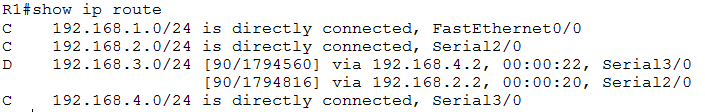 R1#show ip route
C    192.168.1.0/24 is directly connected, FastEthernet0/0
C    192.168.2.0/24 is directly connected, Serial2/0
D    192.168.3.0/24 [90/1794560] via 192.168.4.2, 00:00:22, Serial3/0
                    [90/1794816] via 192.168.2.2, 00:00:20, Serial2/0
C    192.168.4.0/24 is directly connected, Serial3/0